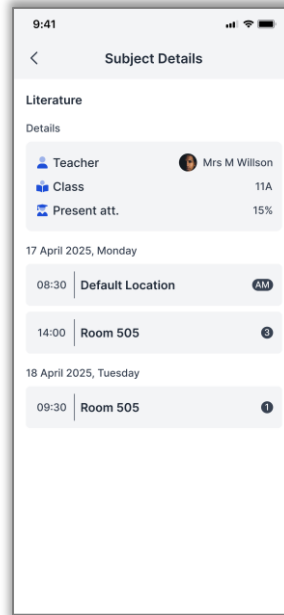 9:41
Subject Details
Literature
Details
Teacher Mrs M Willson
Class 11A
Present att. 15%
17 April 2025, Monday
08:30 Default Location AM
14:00 Room 505 3
18 April 2025, Tuesday
09:30 Room 505 1